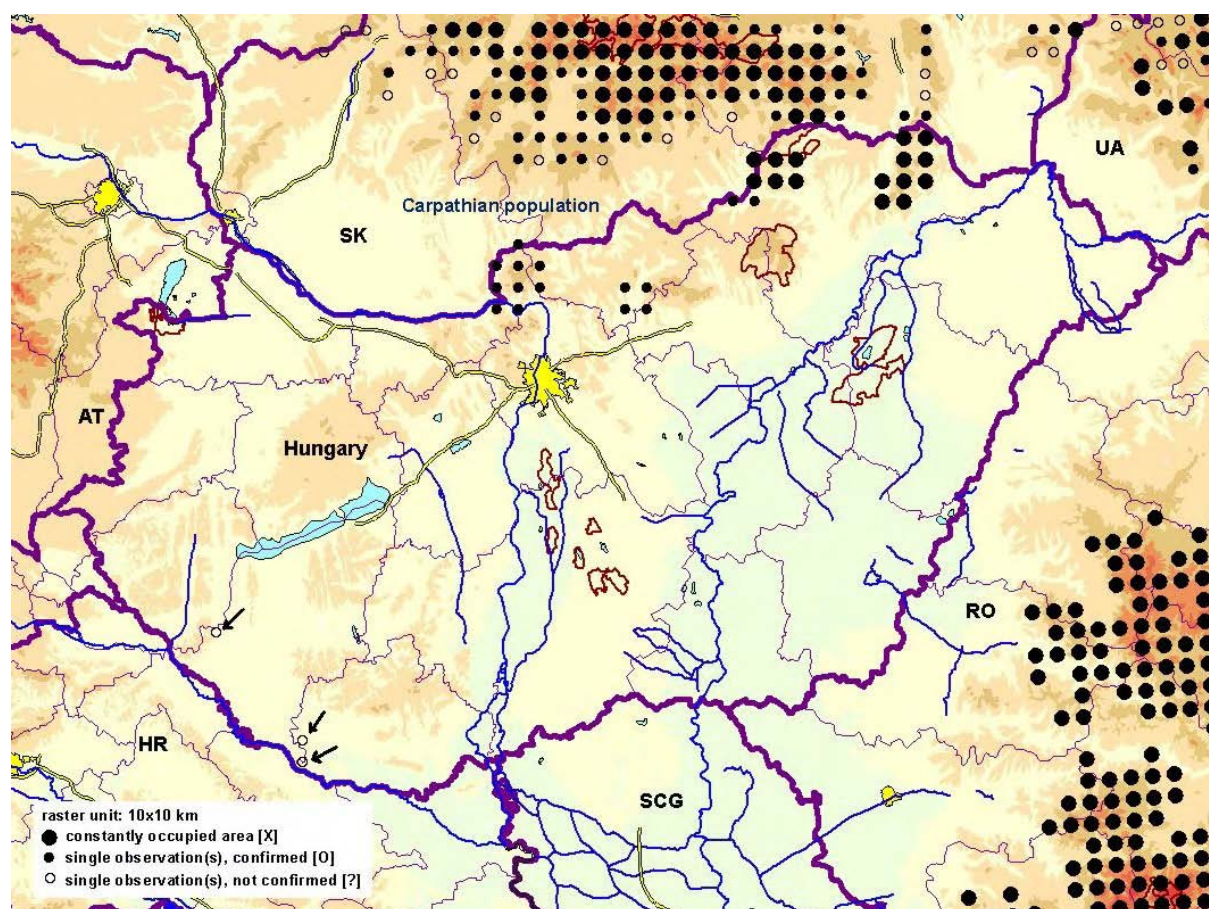 UA
Carpathian population
SK
AT
Hungary
RO
HR
SCG
raster unit: 10x10 km
constantly occupied area [X]
single observation(s), confirmed [O]
single observation(s), not confirmed [?]